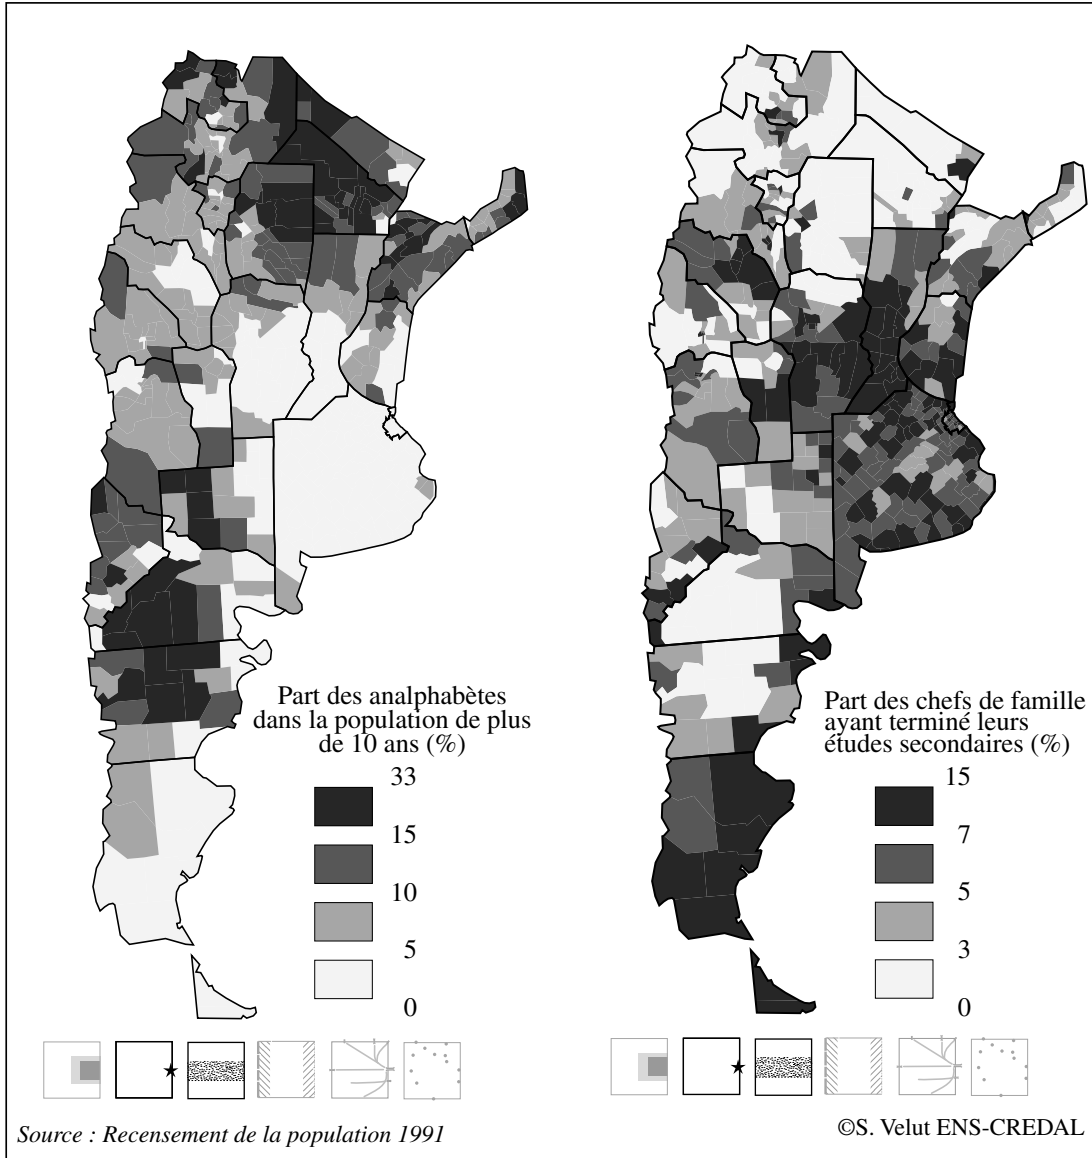 Part des analphabètes
dans la population de plus
de 10 ans (%)
33
15
10
5
0
Part des chefs de famille
ayant terminé leurs
études secondaires (%)
15
7
5
3
0
Source : Recensement de la population 1991
©S. Velut ENS-CREDAL